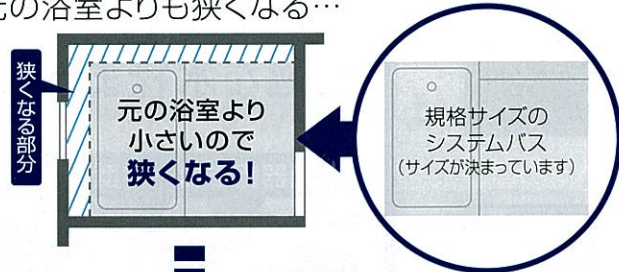 元の浴室よりも狭くなる…
狭くなる部分
元の浴室より
小さいので
狭くなる!
規格サイズの
システムバス
(サイズが決まっています)